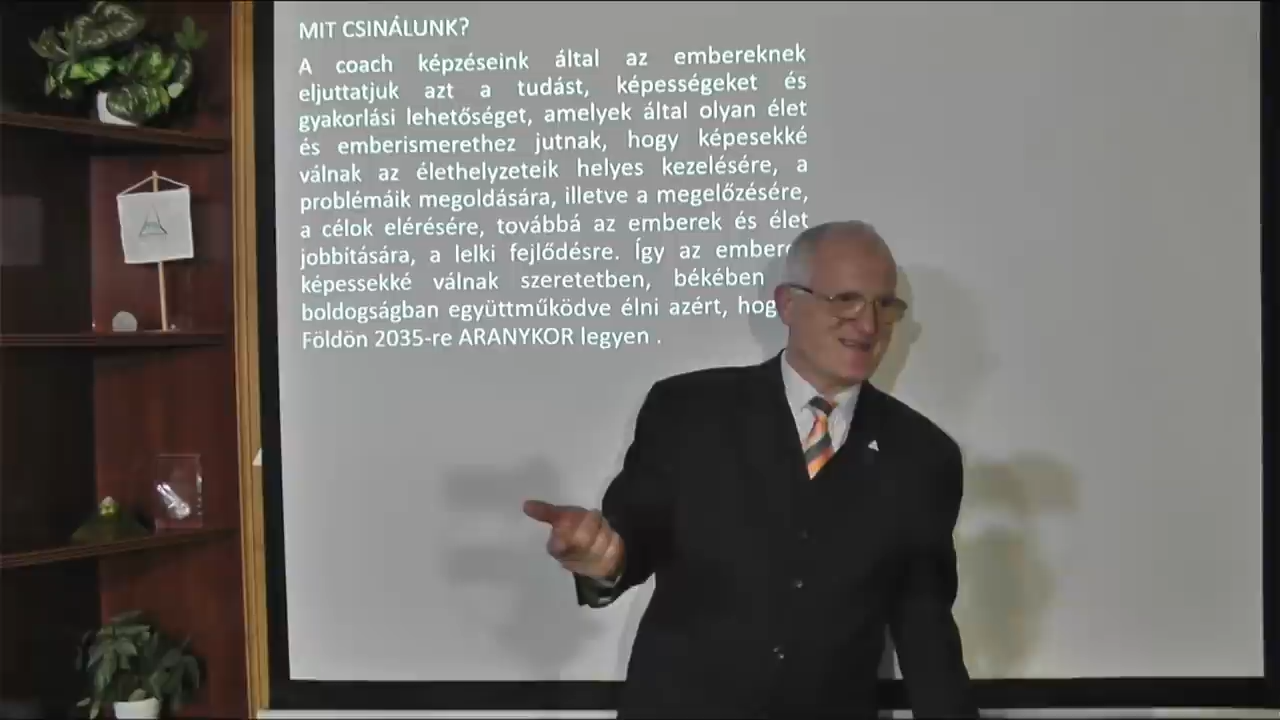 MIT CSINÁLUNK?
A coach képzéseink által az embereknek
eljuttatjuk azt a tudást, képességeket és
gyakorlási lehetőséget, amelyek által olyan élet
és emberismerethez jutnak, hogy képesekké
válnak az élethelyzeteik helyes kezelésére, a
problémáik megoldására, illetve a megelőzésére,
a célok elérésére, továbbá az emberek és élet
jobbítására, a lelki fejlődésre. Így az
képessekké válnak szeretetben, békében
boldogságban együttműködve élni azért,
Földön 2035-re ARANYKOR legyen .